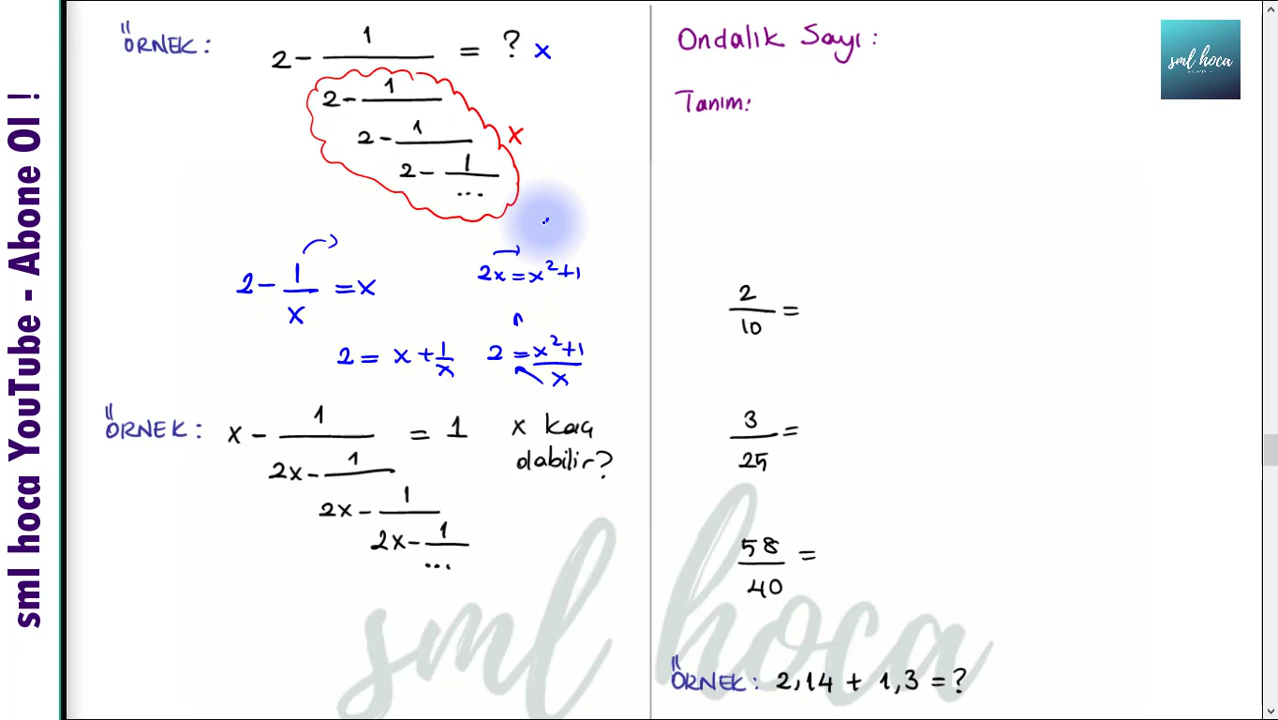 sml hoca YouTube - Abone Ol !
ÖRNEK: 2 - 1/(2 - 1/(2 - 1/(2 - 1/...))) = ? x
x
2 - 1/x = x
2x = x²+1
2 = x + 1/x
2 = x²+1/x
ÖRNEK: x - 1/(2x - 1/(2x - 1/(2x - 1/...))) = 1 x kaç
olabilir?
Ondalık Sayı:
Tanım:
2/10 =
3/25 =
58/40 =
ÖRNEK: 2,14 + 1,3 = ?
sml hoca
sml hoca